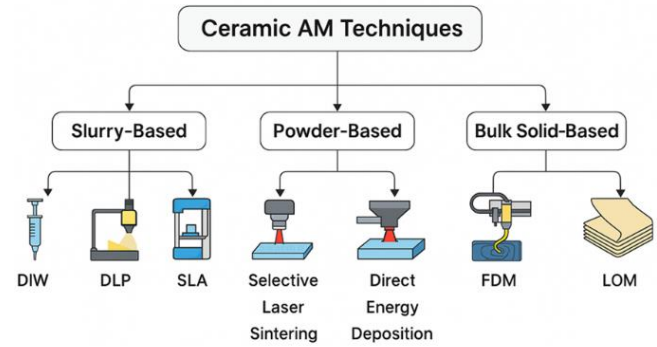 Ceramic AM Techniques
Slurry-Based
Powder-Based
Bulk Solid-Based
DIW
DLP
SLA
Selective
Laser
Sintering
Direct
Energy
Deposition
FDM
LOM